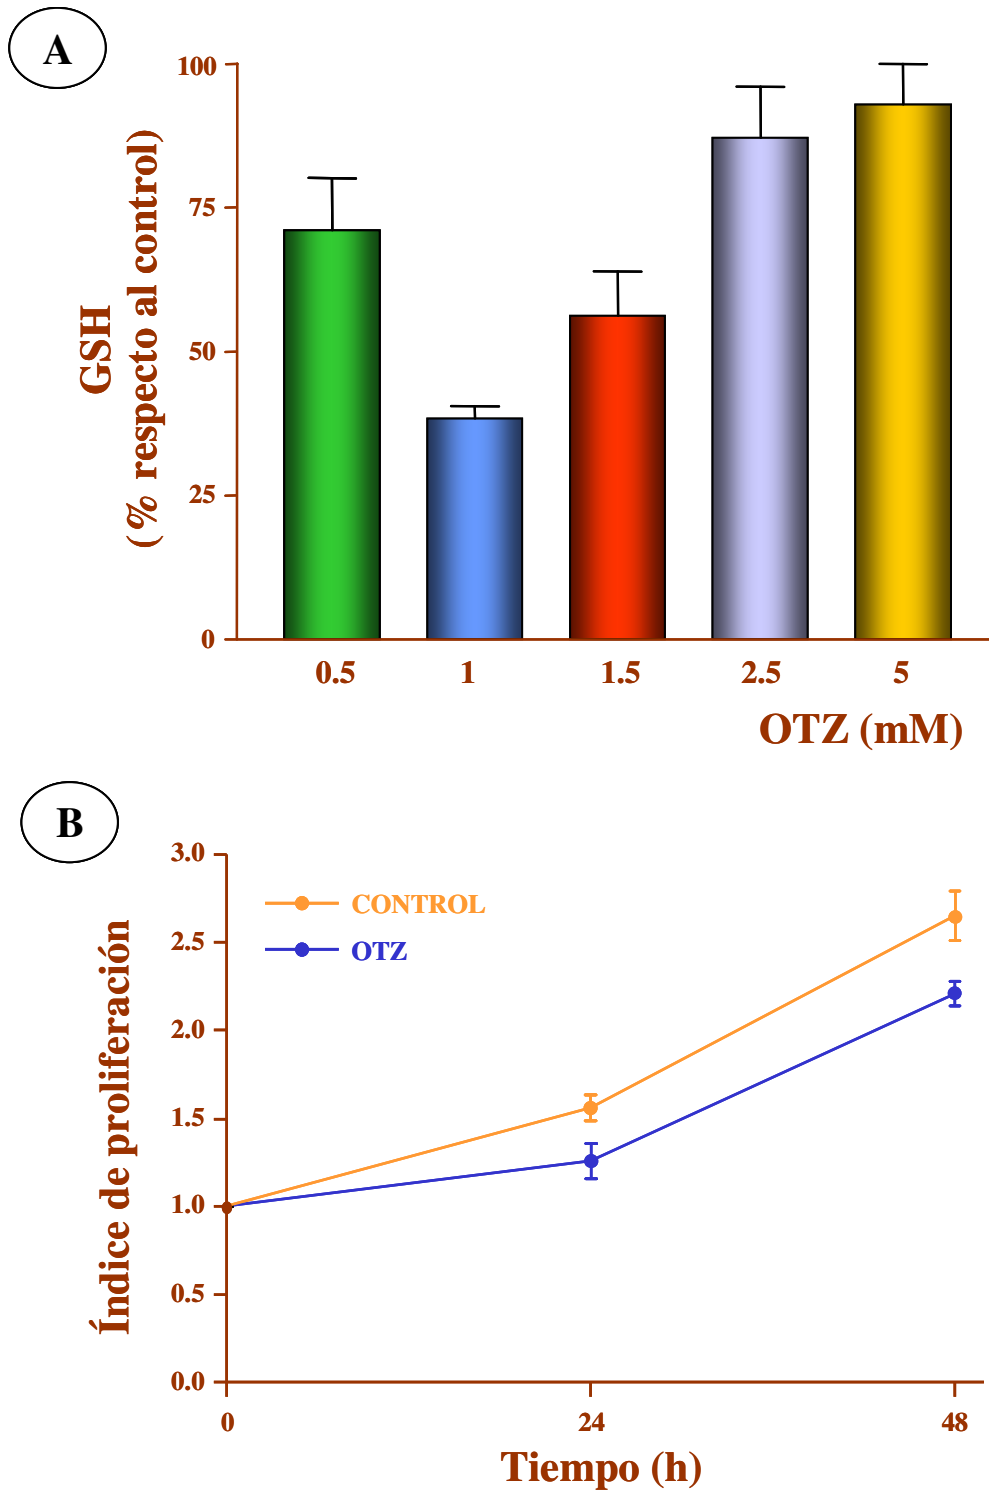 A
GSH
(% respecto al control)
100
75
50
25
0
0.5 1 1.5 2.5 5
OTZ (mM)
B
Índice de proliferación
3.0
2.5
2.0
1.5
1.0
0.5
0.0
CONTROL
OTZ
0 24 48
Tiempo (h)